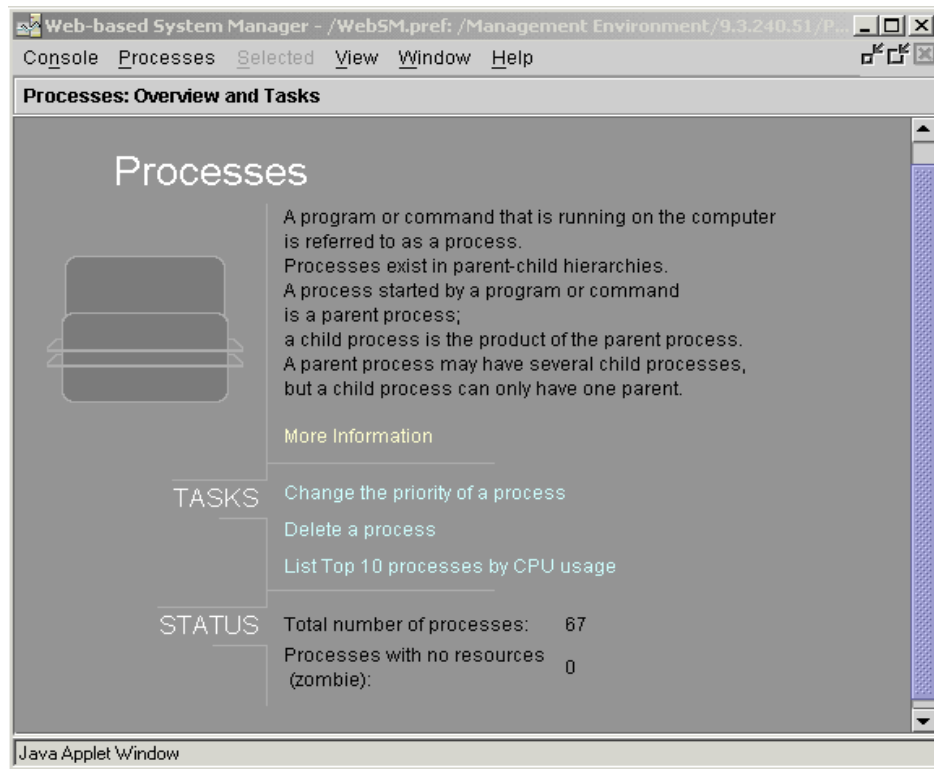 Web-based System Manager - /WebSM.pref: /Management Environment/9.3.240.51/P...
Console Processes Selected View Window Help
Processes: Overview and Tasks
Processes
A program or command that is running on the computer
is referred to as a process.
Processes exist in parent-child hierarchies.
A process started by a program or command
is a parent process;
a child process is the product of the parent process.
A parent process may have several child processes,
but a child process can only have one parent.
More Information
TASKS
Change the priority of a process
Delete a process
List Top 10 processes by CPU usage
STATUS
Total number of processes: 67
Processes with no resources
(zombie): 0
Java Applet Window